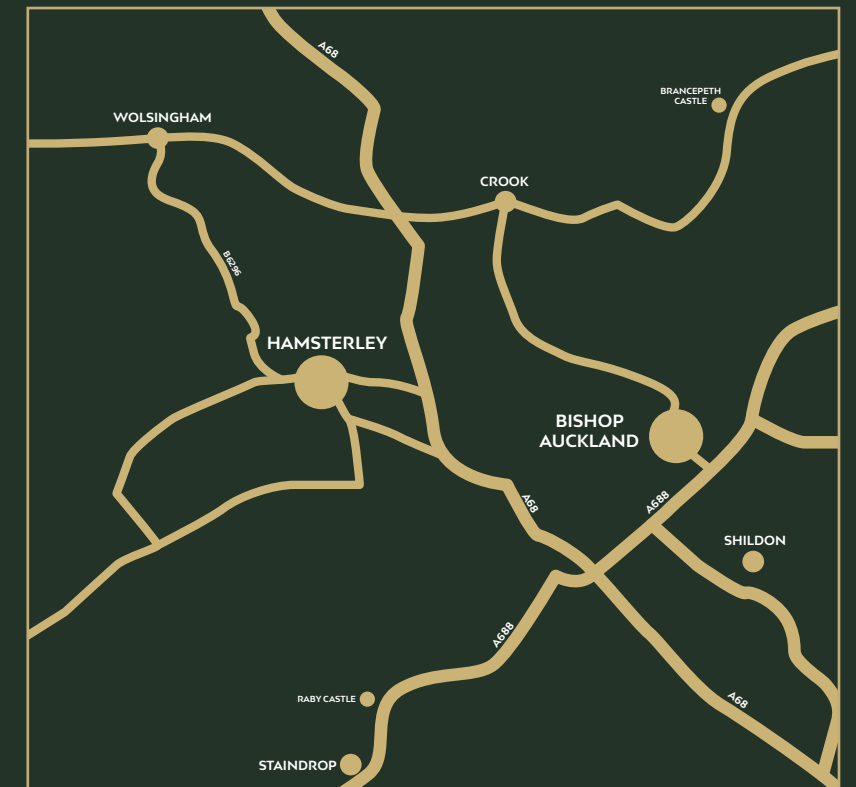 A68
BRANCEPETH
CASTLE
WOLSINGHAM
CROOK
B6296
HAMSTERLEY
BISHOP
AUCKLAND
A68
A688
SHILDON
A688
RABY CASTLE
A68
STAINDROP